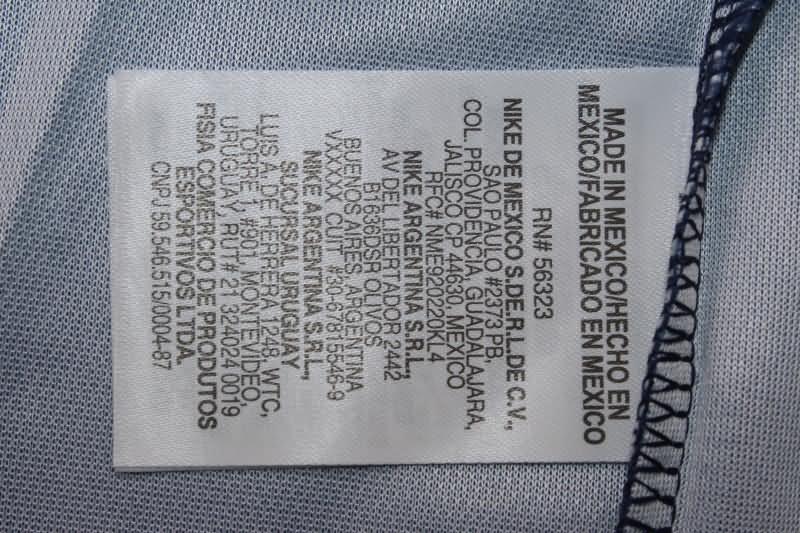 MADE IN MEXICO/HECHO EN
MEXICO/FABRICADO EN MEXICO
RN# 56323
NIKE DE MEXICO S.DE.R.L.DE C.V.,
SAO PAULO #2373 PB,
COL. PROVIDENCIA, GUADALAJARA,
JALISCO CP 44630, MEXICO
RFC# NME920220KL4
NIKE ARGENTINA S.R.L.,
AV DEL LIBERTADOR 2442
B1636DSR OLIVOS
BUENOS AIRES, ARGENTINA
VXXXXX CUIT #30-67815546-9
NIKE ARGENTINA S.R.L,
SUCURSAL URUGUAY
LUIS A. DE HERRERA 1248, WTC,
TORRE 1, #901, MONTEVIDEO,
URUGUAY, RUT# 21 324024 0019
FISIA COMÉRCIO DE PRODUTOS
ESPORTIVOS LTDA.
CNPJ 59.546.515/0004-87